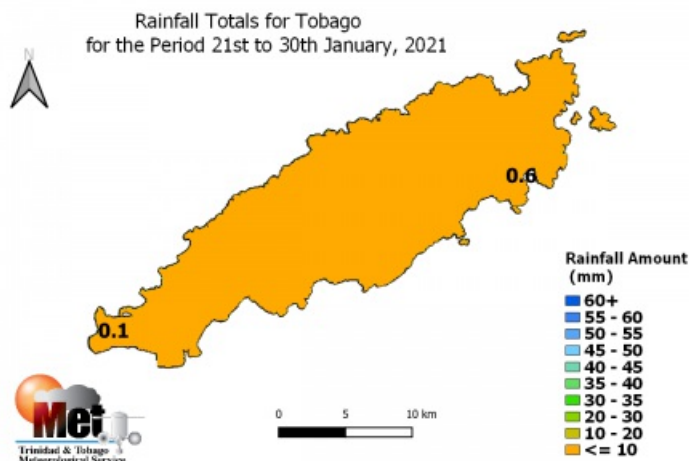 Rainfall Totals for Tobago
for the Period 21st to 30th January, 2021
N
0.6
0.1
Rainfall Amount
(mm)
60+
55 - 60
50 - 55
45 - 50
40 - 45
35 - 40
30 - 35
20 - 30
10 - 20
<= 10
0 5 10 km
Met
Trinidad & Tobago
Meteorological Service